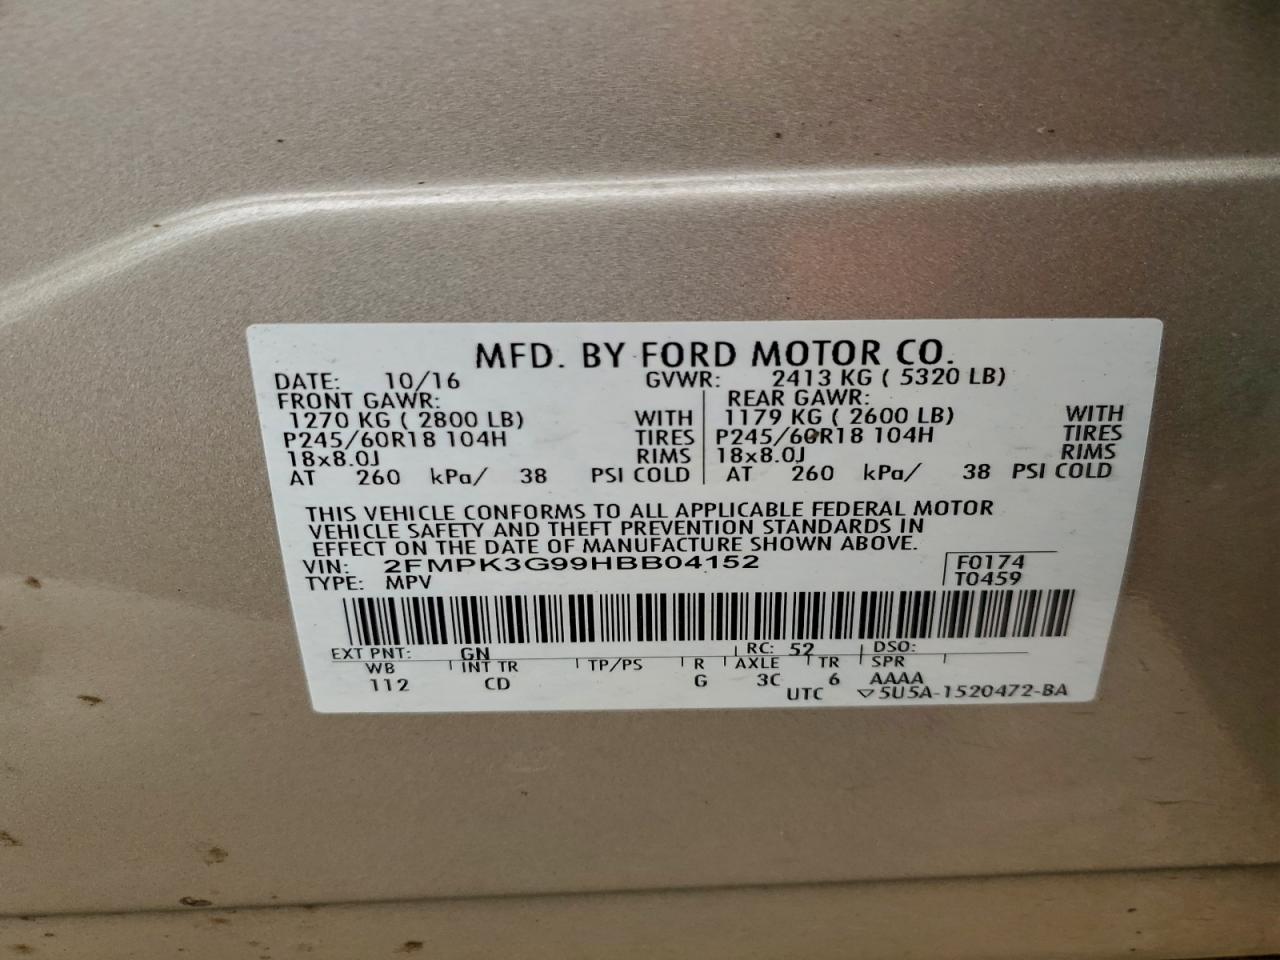 MFD. BY FORD MOTOR CO.
DATE: 10/16 GVWR: 2413 KG ( 5320 LB)
FRONT GAWR: REAR GAWR:
1270 KG ( 2800 LB) WITH 1179 KG ( 2600 LB) WITH
P245/60R18 104H TIRES P245/60R18 104H TIRES
18x8.0J RIMS 18x8.0J RIMS
AT 260 kPa/ 38 PSI COLD AT 260 kPa/ 38 PSI COLD
THIS VEHICLE CONFORMS TO ALL APPLICABLE FEDERAL MOTOR
VEHICLE SAFETY AND THEFT PREVENTION STANDARDS IN
EFFECT ON THE DATE OF MANUFACTURE SHOWN ABOVE.
VIN: 2FMPK3G99HBB04152 F0174
TYPE: MPV T0459
EXT PNT: GN RC: 52 DSO:
WB INT TR TP/PS R AXLE TR SPR
112 CD G 3C 6 AAAA
UTC ▽5U5A-1520472-BA